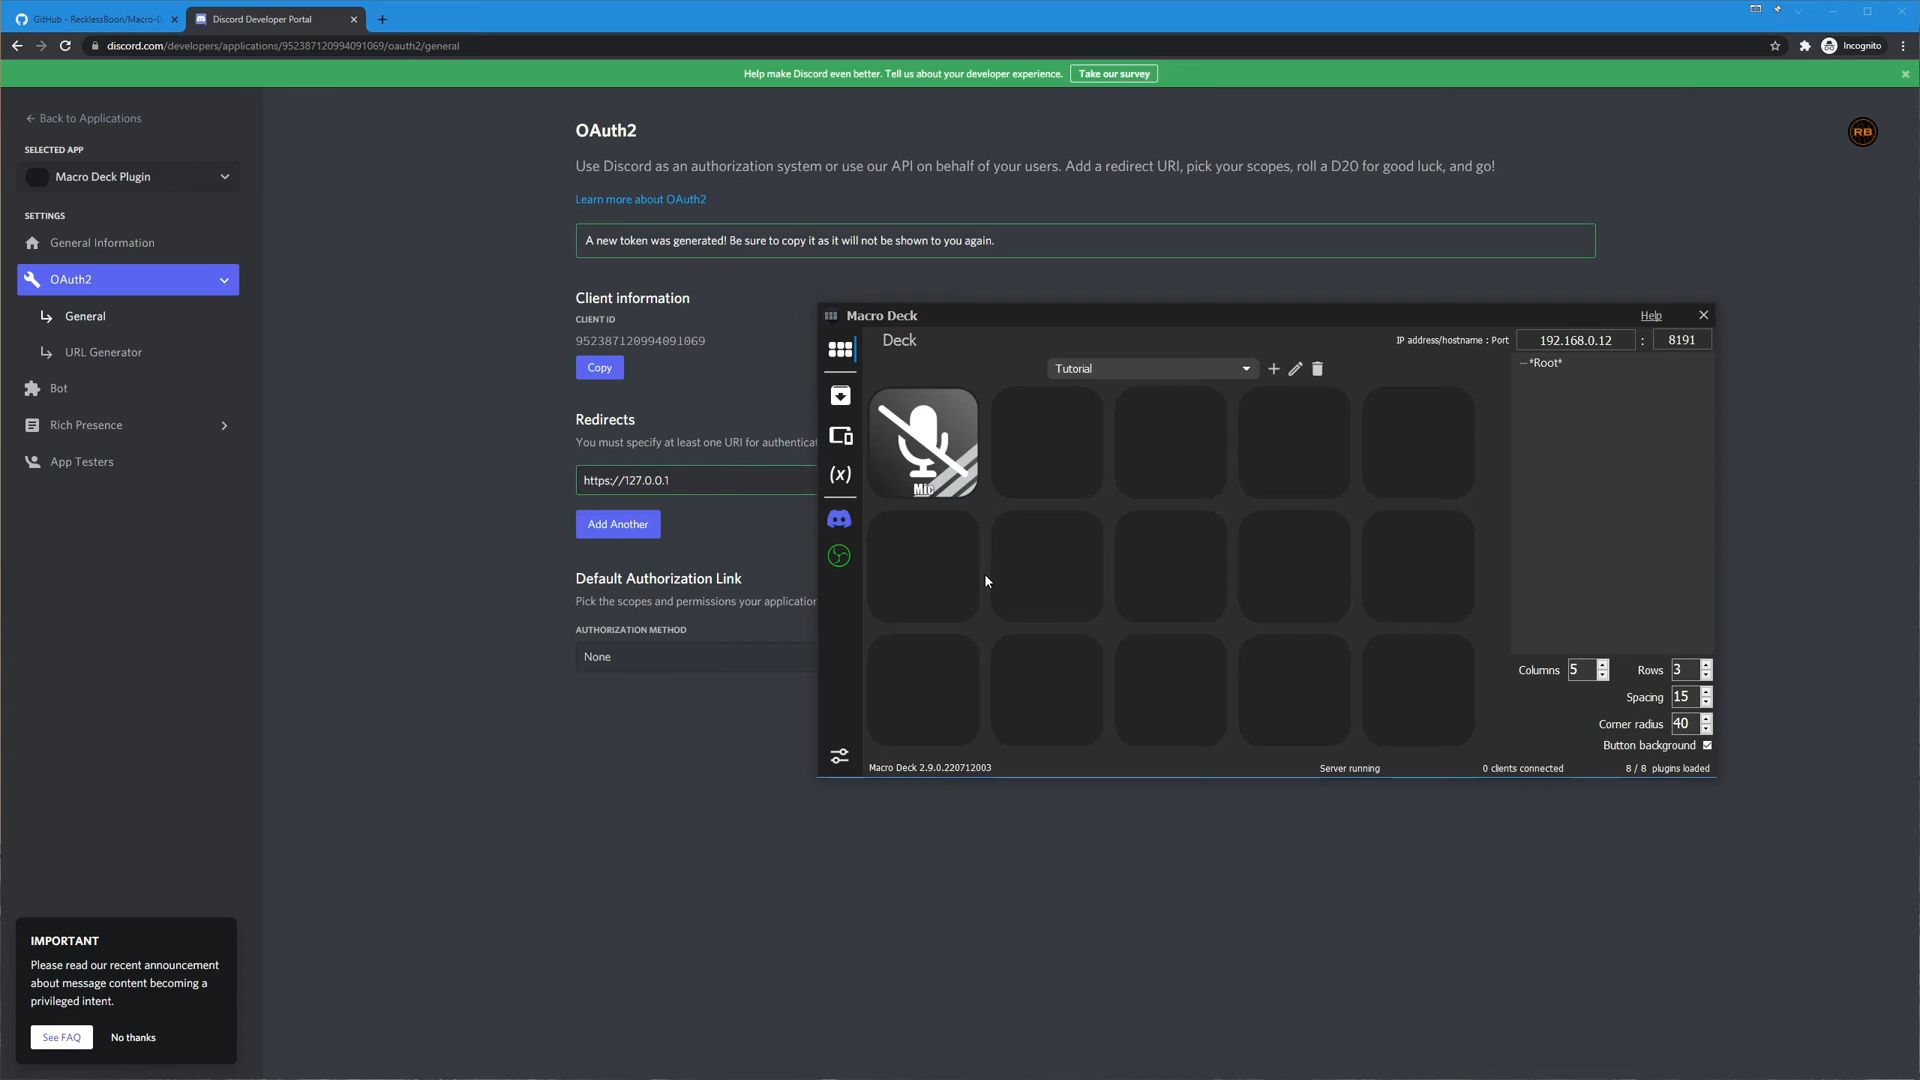 GitHub - RecklessBoon/Macro-D
Discord Developer Portal
discord.com/developers/applications/952387120994091069/oauth2/general
Incognito
Help make Discord even better. Tell us about your developer experience.
Take our survey
Back to Applications
SELECTED APP
Macro Deck Plugin
SETTINGS
General Information
OAuth2
General
URL Generator
Bot
Rich Presence
App Testers
IMPORTANT
Please read our recent announcement
about message content becoming a
privileged intent.
See FAQ
No thanks
OAuth2
RB
Use Discord as an authorization system or use our API on behalf of your users. Add a redirect URI, pick your scopes, roll a D20 for good luck, and go!
Learn more about OAuth2
A new token was generated! Be sure to copy it as it will not be shown to you again.
Client information
CLIENT ID
952387120994091069
Copy
Redirects
You must specify at least one URI for authenticat
https://127.0.0.1
Add Another
Default Authorization Link
Pick the scopes and permissions your application
AUTHORIZATION METHOD
None
Macro Deck
Help
Deck
IP address/hostname : Port
192.168.0.12 : 8191
Tutorial
*Root*
(x)
Mic
Columns 5
Rows 3
Spacing 15
Corner radius 40
Button background
Macro Deck 2.9.0.220712003
Server running
0 clients connected
8 / 8 plugins loaded